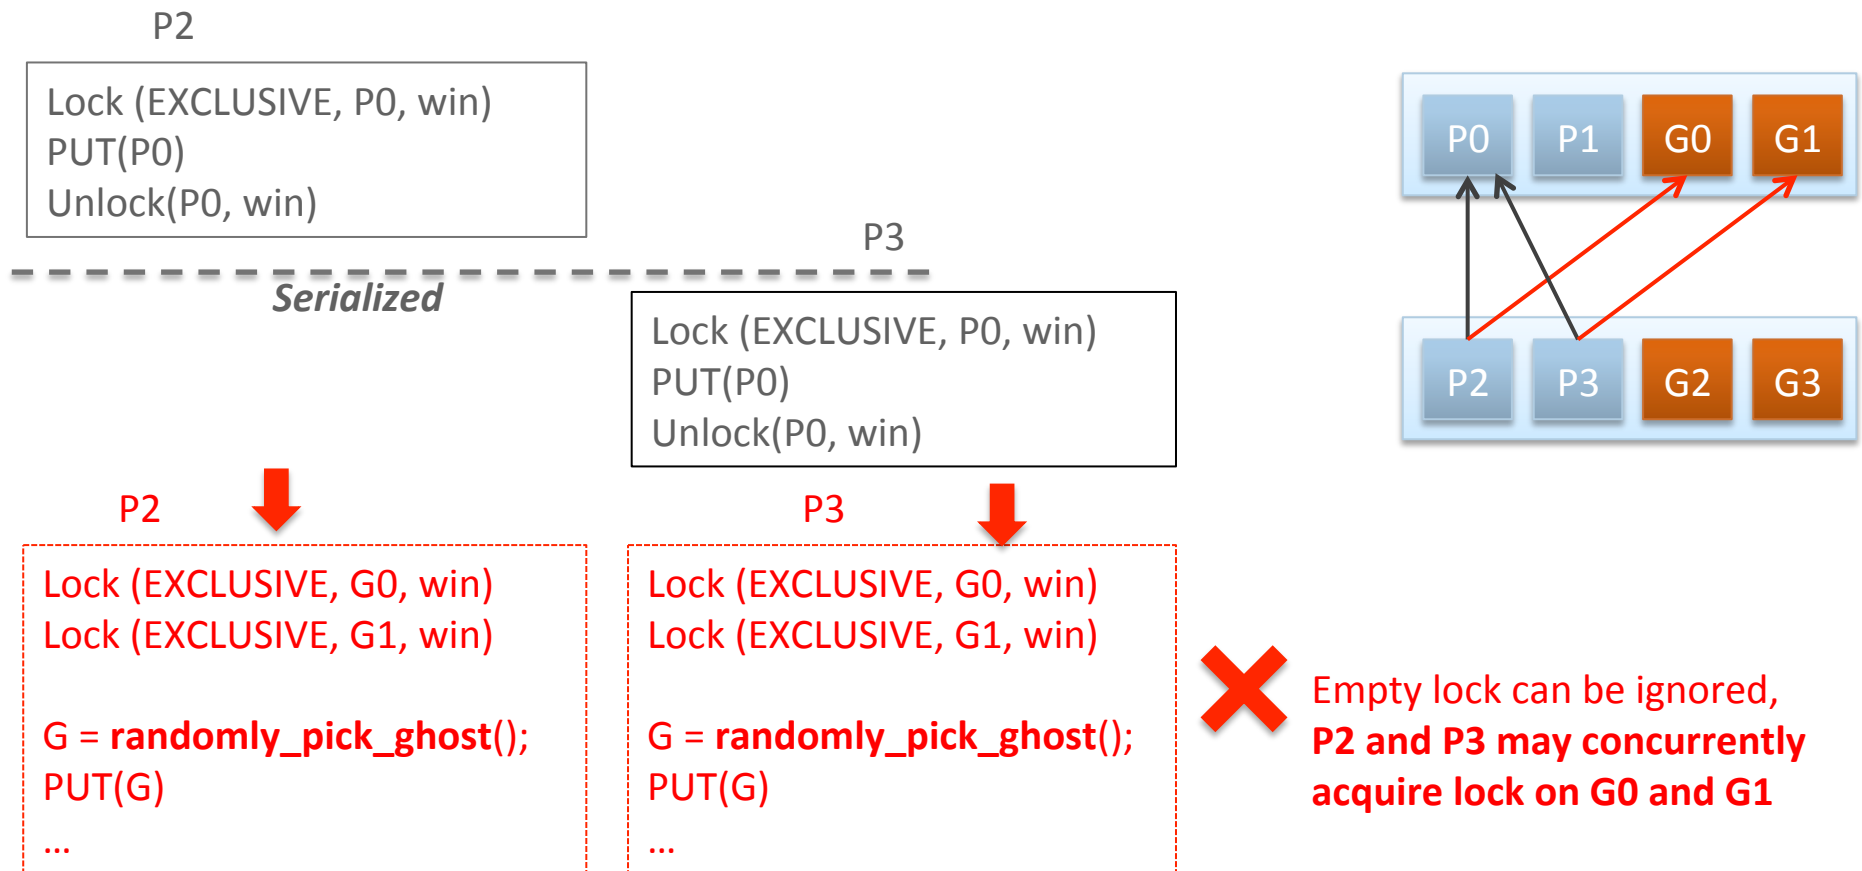 P2
Lock (EXCLUSIVE, P0, win)
PUT(P0)
Unlock(P0, win)
Serialized
P3
Lock (EXCLUSIVE, P0, win)
PUT(P0)
Unlock(P0, win)
P0 P1 G0 G1
P2 P3 G2 G3
P2
Lock (EXCLUSIVE, G0, win)
Lock (EXCLUSIVE, G1, win)
G = randomly_pick_ghost();
PUT(G)
...
P3
Lock (EXCLUSIVE, G0, win)
Lock (EXCLUSIVE, G1, win)
G = randomly_pick_ghost();
PUT(G)
...
Empty lock can be ignored,
P2 and P3 may concurrently
acquire lock on G0 and G1